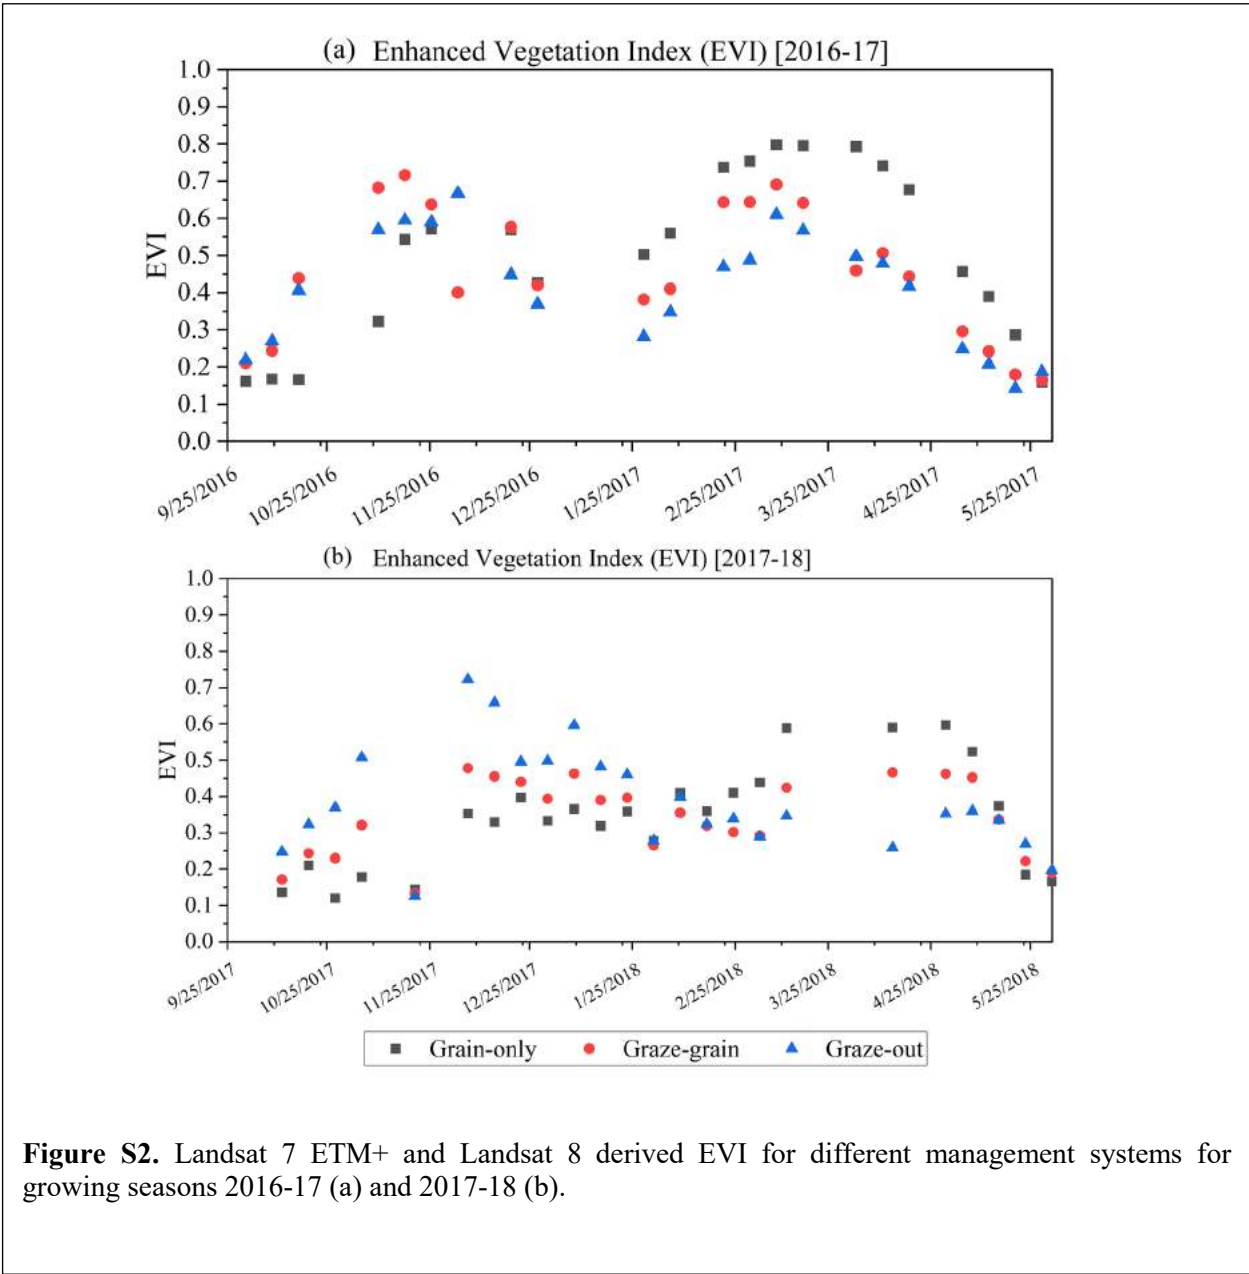 (a) Enhanced Vegetation Index (EVI) [2016-17]
1.0
0.9
0.8
0.7
0.6
0.5
0.4
0.3
0.2
0.1
0.0
EVI
9/25/2016 10/25/2016 11/25/2016 12/25/2016 1/25/2017 2/25/2017 3/25/2017 4/25/2017 5/25/2017
(b) Enhanced Vegetation Index (EVI) [2017-18]
1.0
0.9
0.8
0.7
0.6
0.5
0.4
0.3
0.2
0.1
0.0
EVI
9/25/2017 10/25/2017 11/25/2017 12/25/2017 1/25/2018 2/25/2018 3/25/2018 4/25/2018 5/25/2018
Grain-only Graze-grain Graze-out
Figure S2. Landsat 7 ETM+ and Landsat 8 derived EVI for different management systems for
growing seasons 2016-17 (a) and 2017-18 (b).